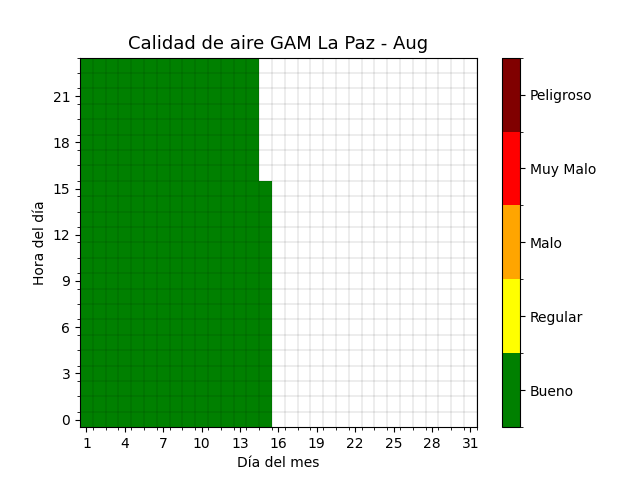 Calidad de aire GAM La Paz - Aug
Hora del día
21
18
15
12
9
6
3
0
1 4 7 10 13 16 19 22 25 28 31
Día del mes
Peligroso
Muy Malo
Malo
Regular
Bueno